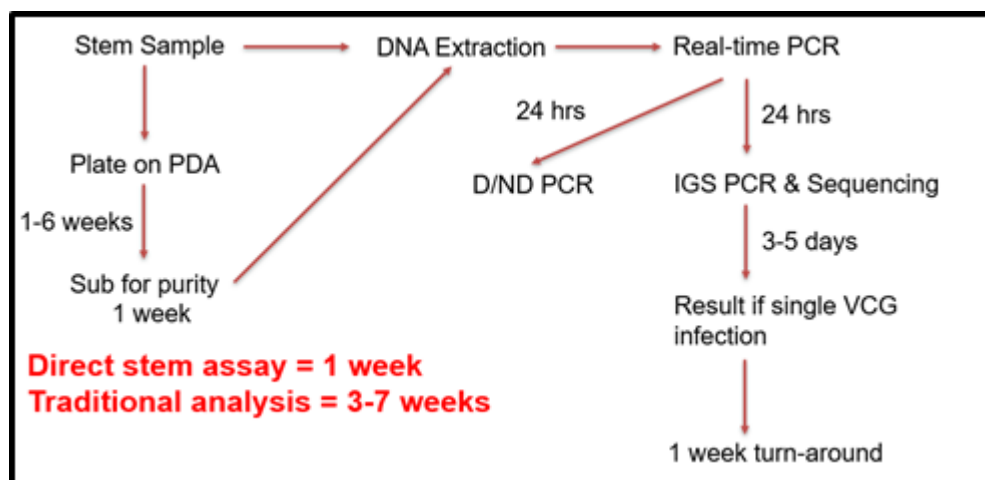 Stem Sample
DNA Extraction
Real-time PCR
24 hrs
24 hrs
Plate on PDA
D/ND PCR
IGS PCR & Sequencing
1-6 weeks
3-5 days
Sub for purity
1 week
Result if single VCG
infection
Direct stem assay = 1 week
Traditional analysis = 3-7 weeks
1 week turn-around